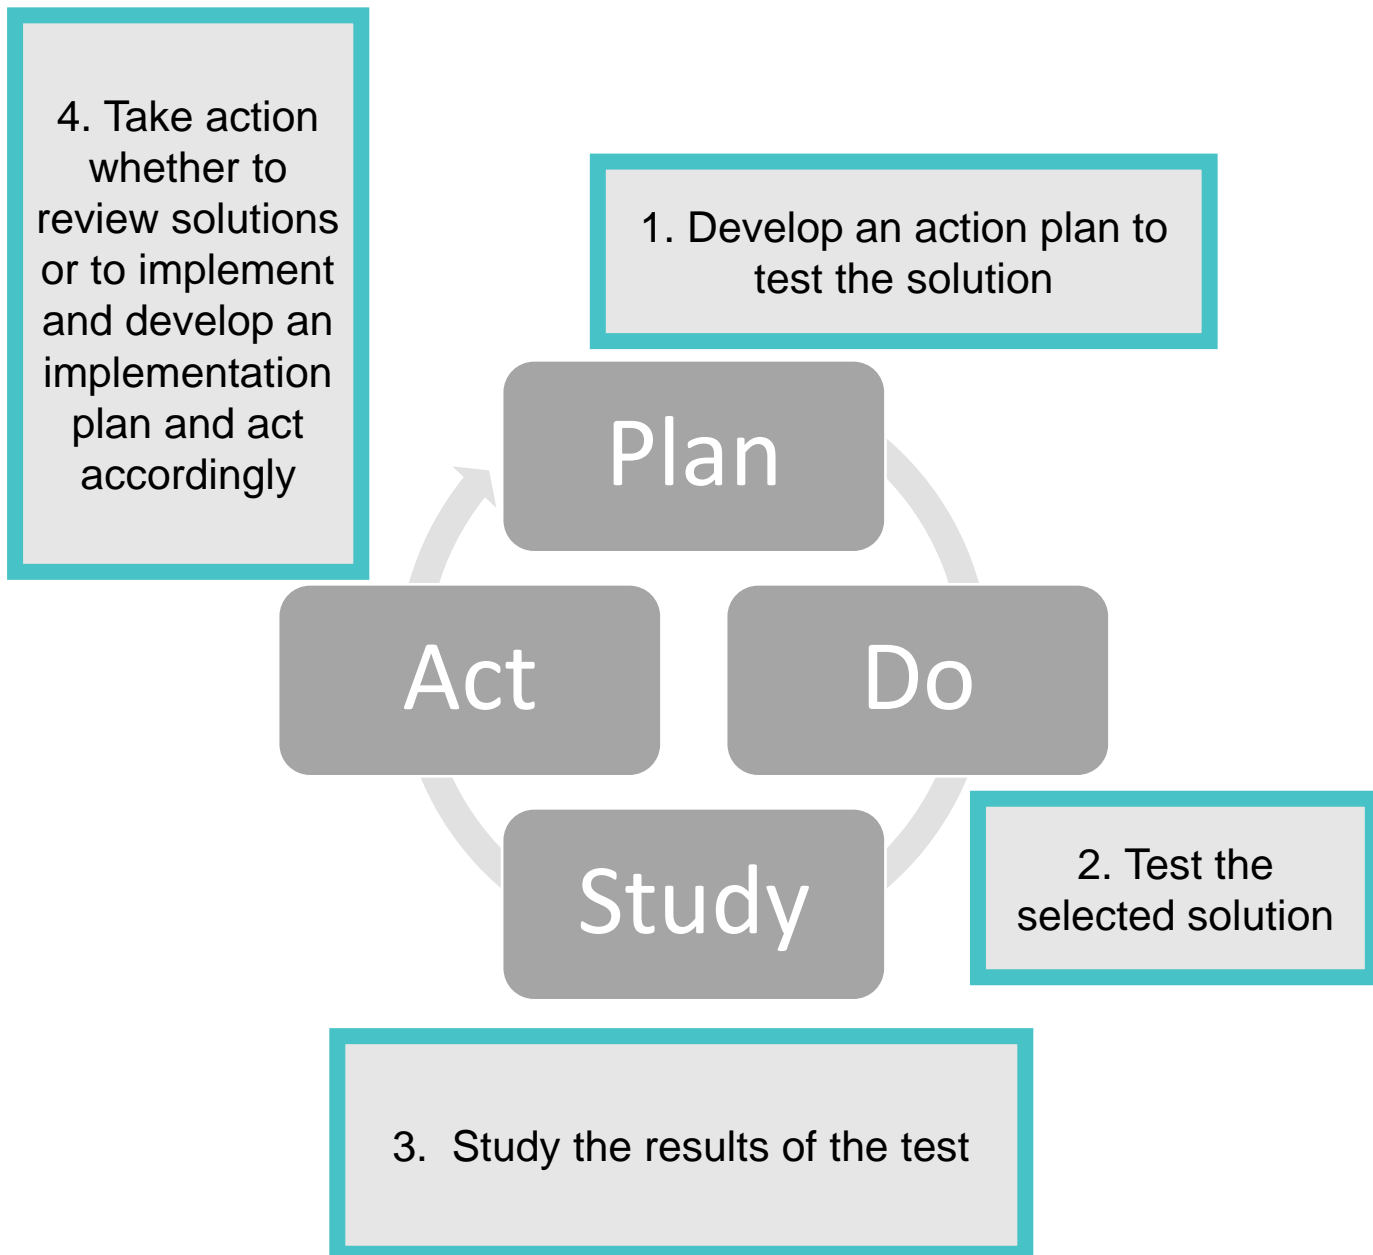 4. Take action
whether to
review solutions
or to implement
and develop an
implementation
plan and act
accordingly
1. Develop an action plan to
test the solution
Plan
Act
Do
2. Test the
selected solution
Study
3. Study the results of the test